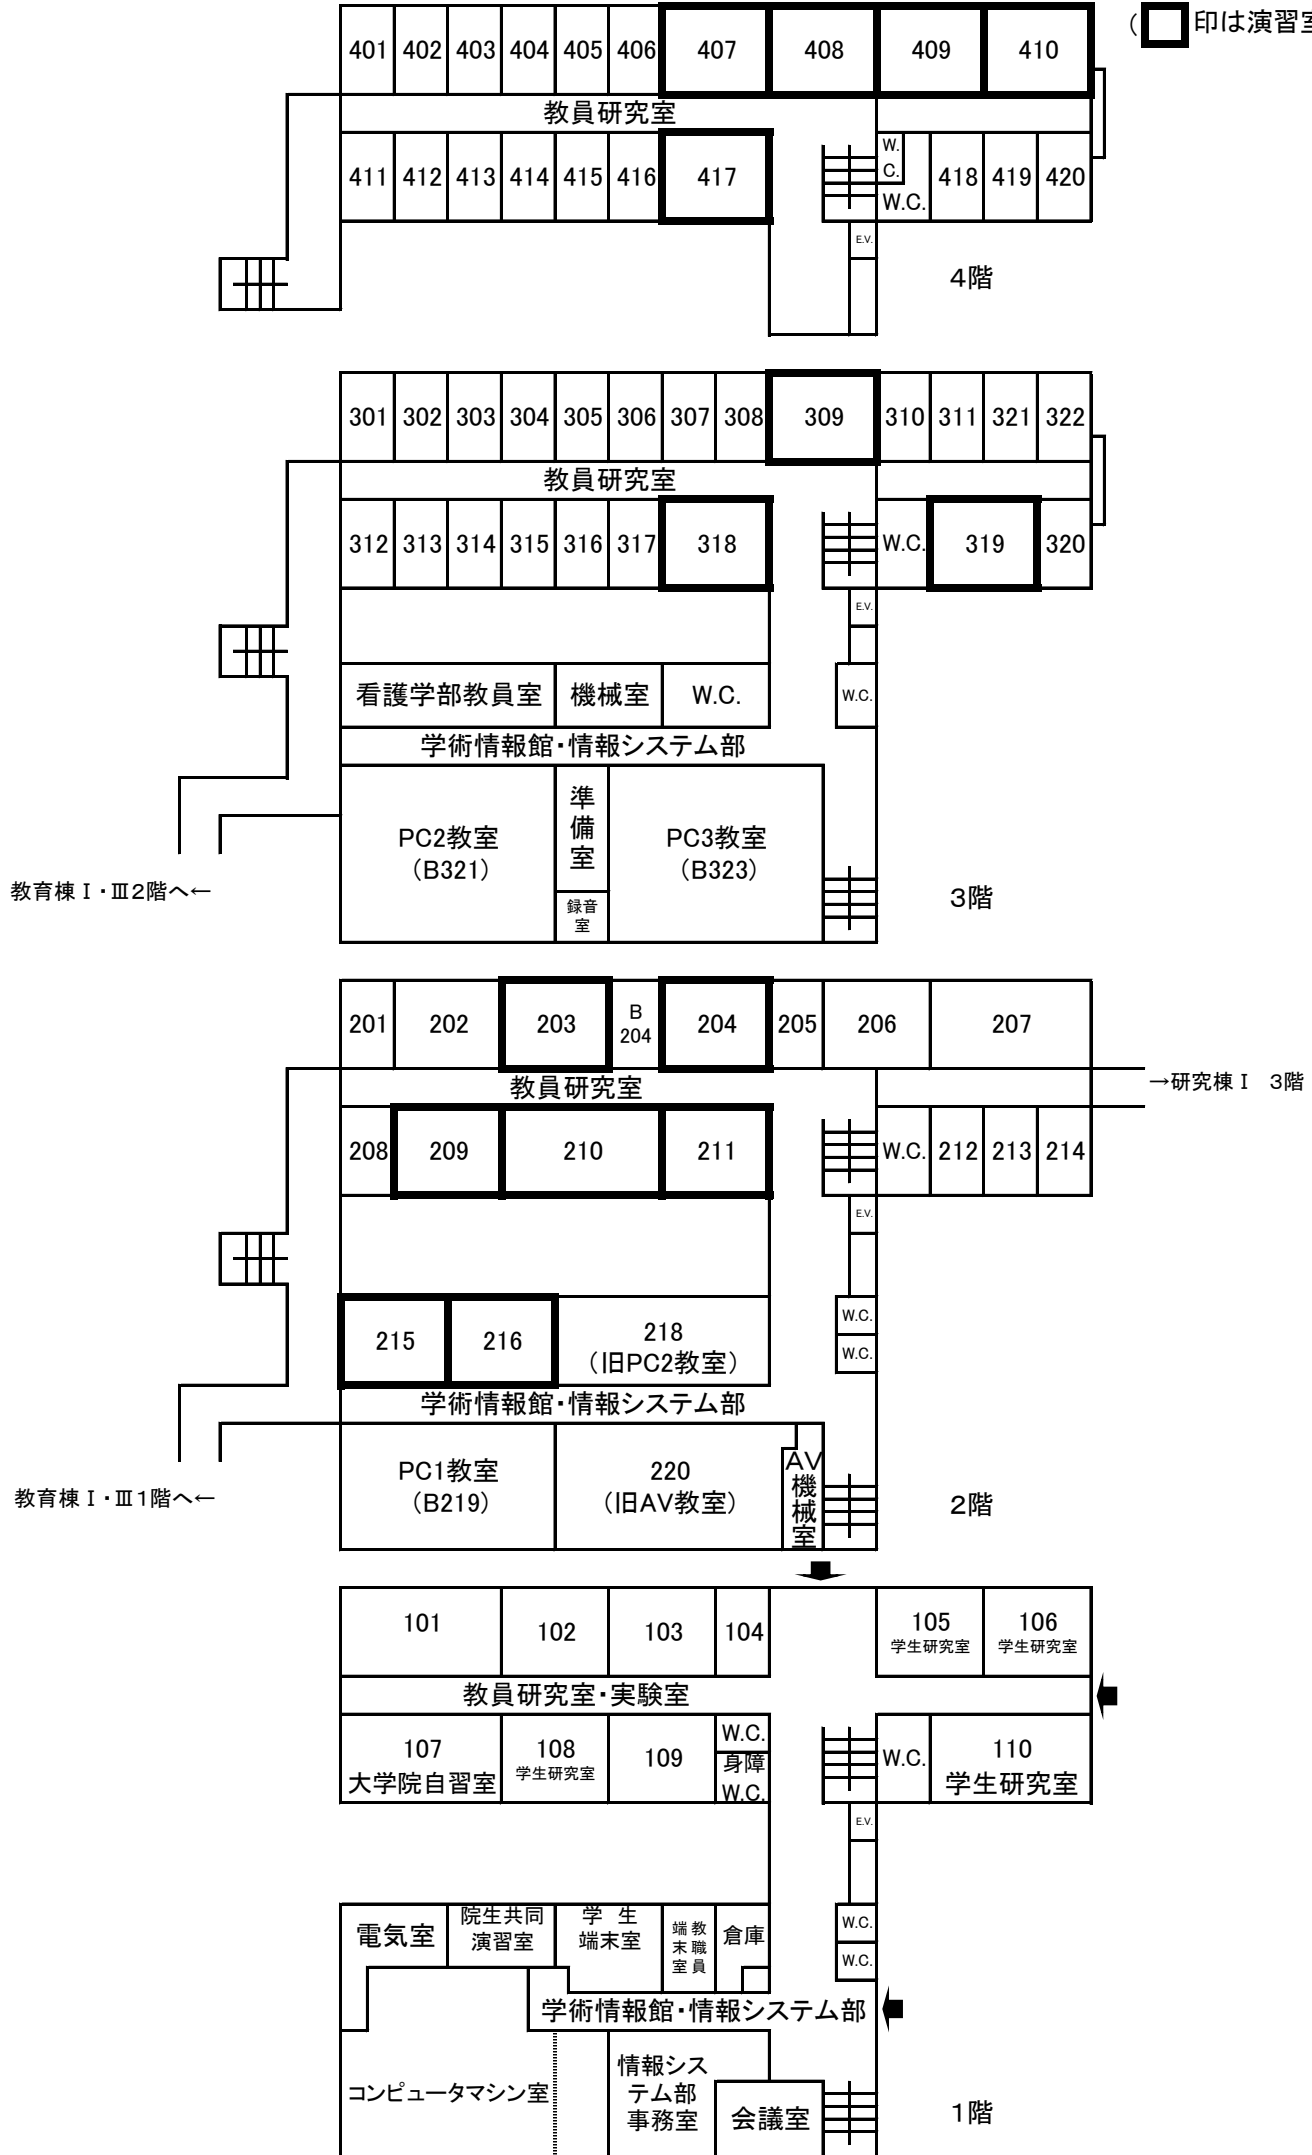 ( 印は演習室
401 402 403 404 405 406 407 408 409 410
教員研究室
411 412 413 414 415 416 417 W.C. W.C. 418 419 420
E.V.
4階
301 302 303 304 305 306 307 308 309 310 311 321 322
教員研究室
312 313 314 315 316 317 318 W.C. 319 320
E.V.
看護学部教員室 機械室 W.C. W.C.
学術情報館・情報システム部
PC2教室
(B321)
準備室
録音室
PC3教室
(B323)
教育棟Ⅰ・Ⅲ2階へ←
3階
201 202 203 B204 204 205 206 207
教員研究室
→研究棟Ⅰ 3階
208 209 210 211 W.C. 212 213 214
E.V.
215 216 218
(旧PC2教室)
W.C.
W.C.
学術情報館・情報システム部
PC1教室
(B219)
220
(旧AV教室)
AV機械室
教育棟Ⅰ・Ⅲ1階へ←
2階
101 102 103 104 105 106
学生研究室 学生研究室
教員研究室・実験室
107
大学院自習室
108
学生研究室
109
W.C.
身障
W.C.
W.C.
110
学生研究室
E.V.
電気室
院生共同
演習室
学 生
端末室
教職員
端末室
倉庫
W.C.
W.C.
学術情報館・情報システム部
コンピュータマシン室
情報シス
テム部
事務室
会議室
1階